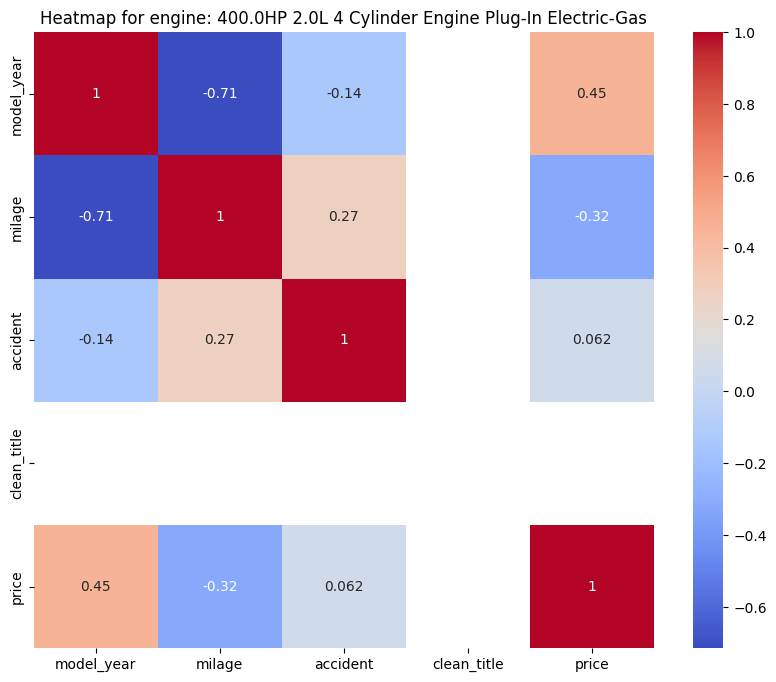 Heatmap for engine: 400.0HP 2.0L 4 Cylinder Engine Plug-In Electric-Gas
model_year 1 -0.71 -0.14 0.45
milage -0.71 1 0.27 -0.32
accident -0.14 0.27 1 0.062
clean_title
price 0.45 -0.32 0.062 1
model_year milage accident clean_title price
1.0
0.8
0.6
0.4
0.2
0.0
−0.2
−0.4
−0.6